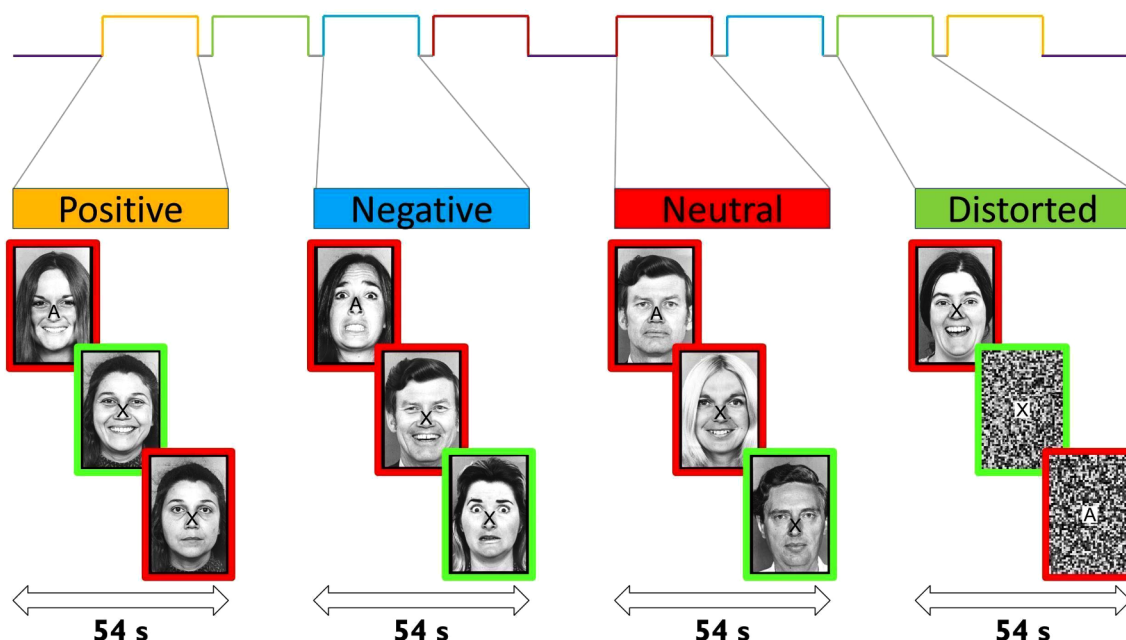 Positive Negative Neutral Distorted
A A A X
X X X X
X X X A
54 s 54 s 54 s 54 s